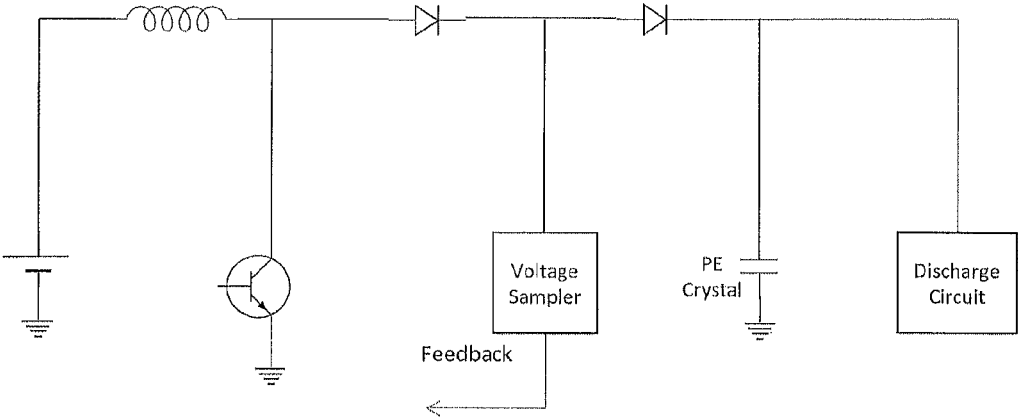 Voltage
Sampler
PE
Crystal
Discharge
Circuit
Feedback